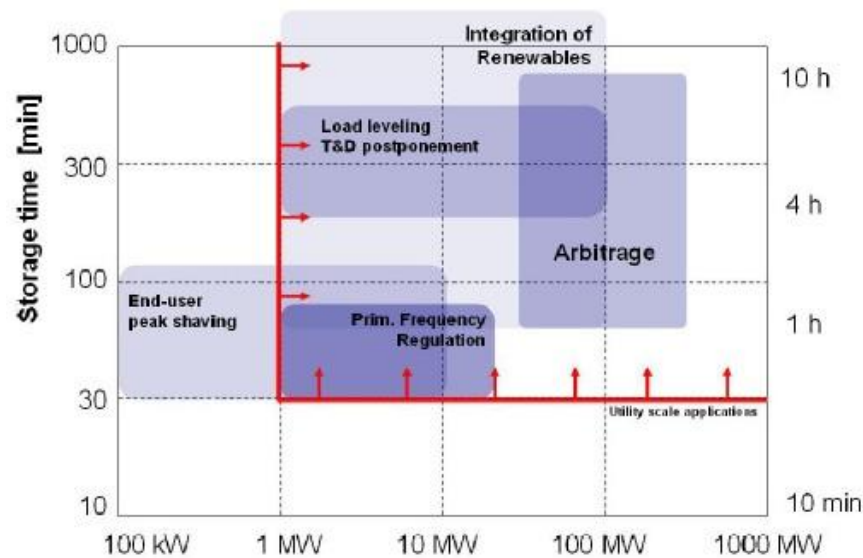 Storage time [min]
1000
300
100
30
10
Integration of
Renewables
Load leveling
T&D postponement
Arbitrage
End-user
peak shaving
Prim. Frequency
Regulation
Utility scale applications
10 h
4 h
1 h
10 min
100 kW
1 MW
10 MW
100 MW
1000 MW